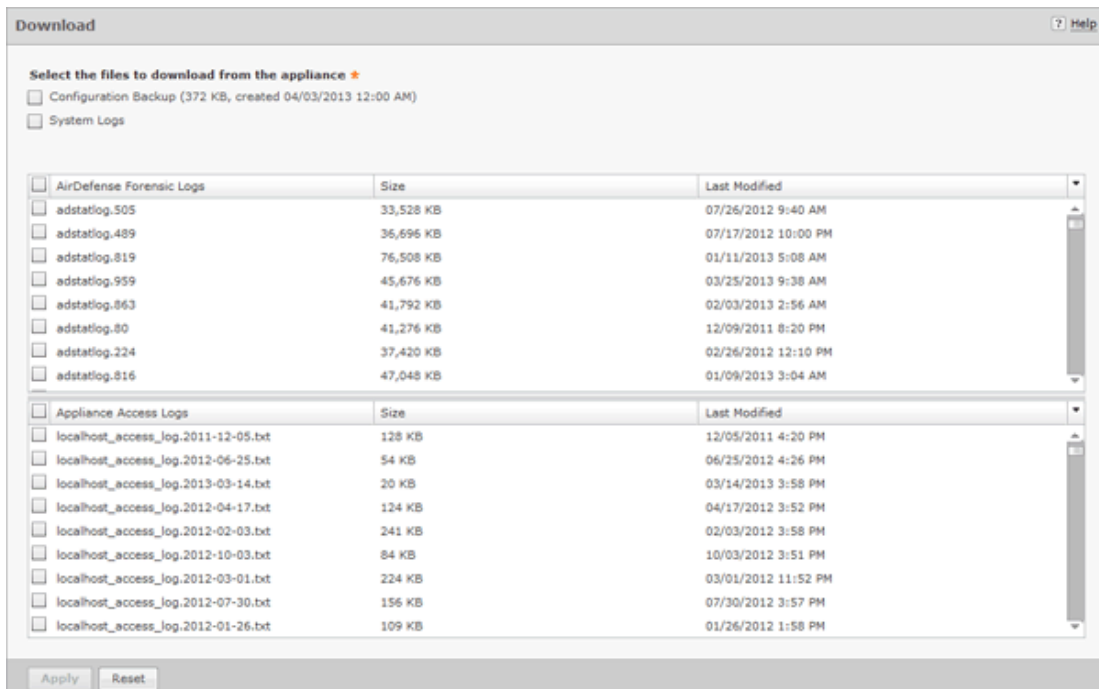 Download
? Help
Select the files to download from the appliance ★
Configuration Backup (372 KB, created 04/03/2013 12:00 AM)
System Logs
AirDefense Forensic Logs Size Last Modified
adstatlog.505 33,528 KB 07/26/2012 9:40 AM
adstatlog.489 36,696 KB 07/17/2012 10:00 PM
adstatlog.819 76,508 KB 01/11/2013 5:08 AM
adstatlog.959 45,676 KB 03/25/2013 9:38 AM
adstatlog.863 41,792 KB 02/03/2013 2:56 AM
adstatlog.80 41,276 KB 12/09/2011 8:20 PM
adstatlog.224 37,420 KB 02/26/2012 12:10 PM
adstatlog.816 47,048 KB 01/09/2013 3:04 AM
Appliance Access Logs Size Last Modified
localhost_access_log.2011-12-05.txt 128 KB 12/05/2011 4:20 PM
localhost_access_log.2012-06-25.txt 54 KB 06/25/2012 4:26 PM
localhost_access_log.2013-03-14.txt 20 KB 03/14/2013 3:58 PM
localhost_access_log.2012-04-17.txt 124 KB 04/17/2012 3:52 PM
localhost_access_log.2012-02-03.txt 241 KB 02/03/2012 3:58 PM
localhost_access_log.2012-10-03.txt 84 KB 10/03/2012 3:51 PM
localhost_access_log.2012-03-01.txt 224 KB 03/01/2012 11:52 PM
localhost_access_log.2012-07-30.txt 156 KB 07/30/2012 3:57 PM
localhost_access_log.2012-01-26.txt 109 KB 01/26/2012 1:58 PM
Apply Reset